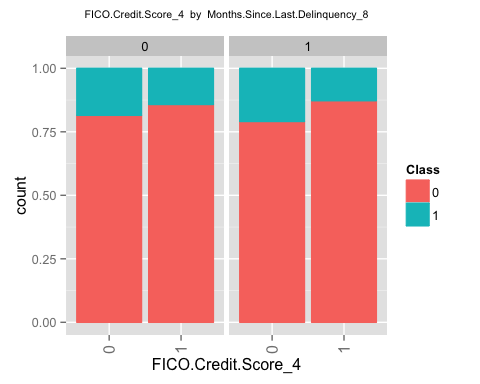 FICO.Credit.Score_4 by Months.Since.Last.Delinquency_8
0 1
1.00
0.75
0.50
0.25
0.00
count
0 1 0 1
FICO.Credit.Score_4
Class
0
1